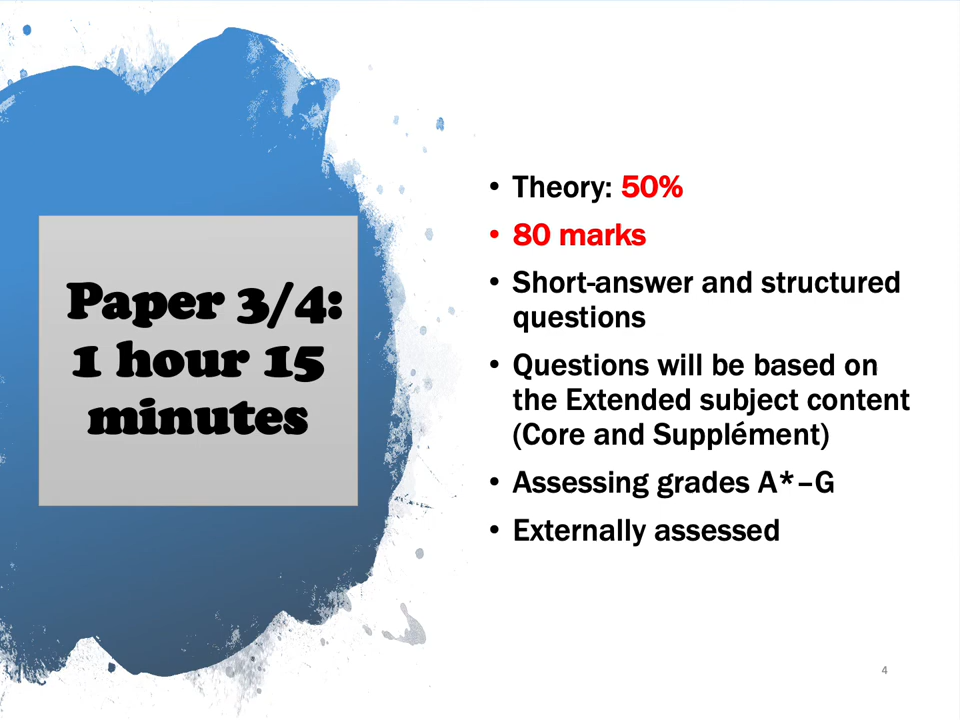 Paper 3/4:
1 hour 15
minutes
• Theory: 50%
• 80 marks
• Short-answer and structured
questions
• Questions will be based on
the Extended subject content
(Core and Supplément)
• Assessing grades A*–G
• Externally assessed
4